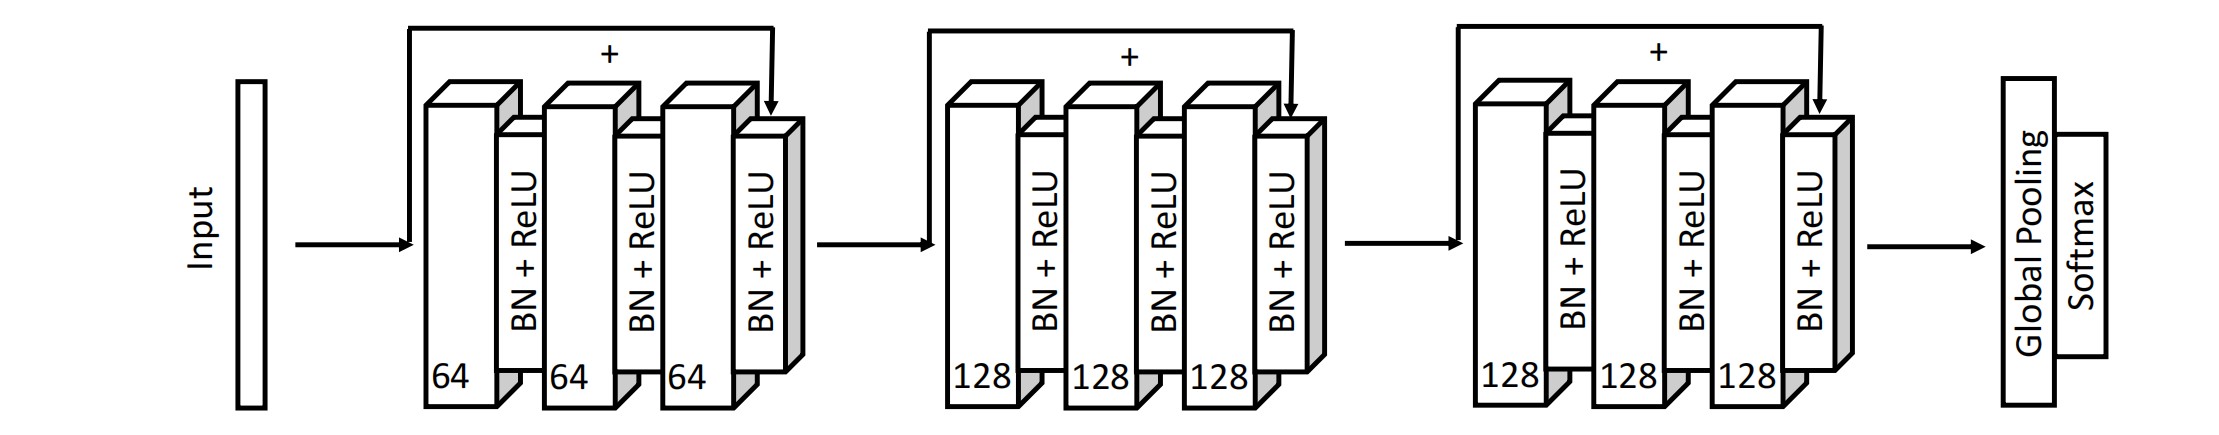 Input
+
64
BN + ReLU
64
BN + ReLU
64
BN + ReLU
+
128
BN + ReLU
128
BN + ReLU
128
BN + ReLU
+
128
BN + ReLU
128
BN + ReLU
128
BN + ReLU
Global Pooling
Softmax